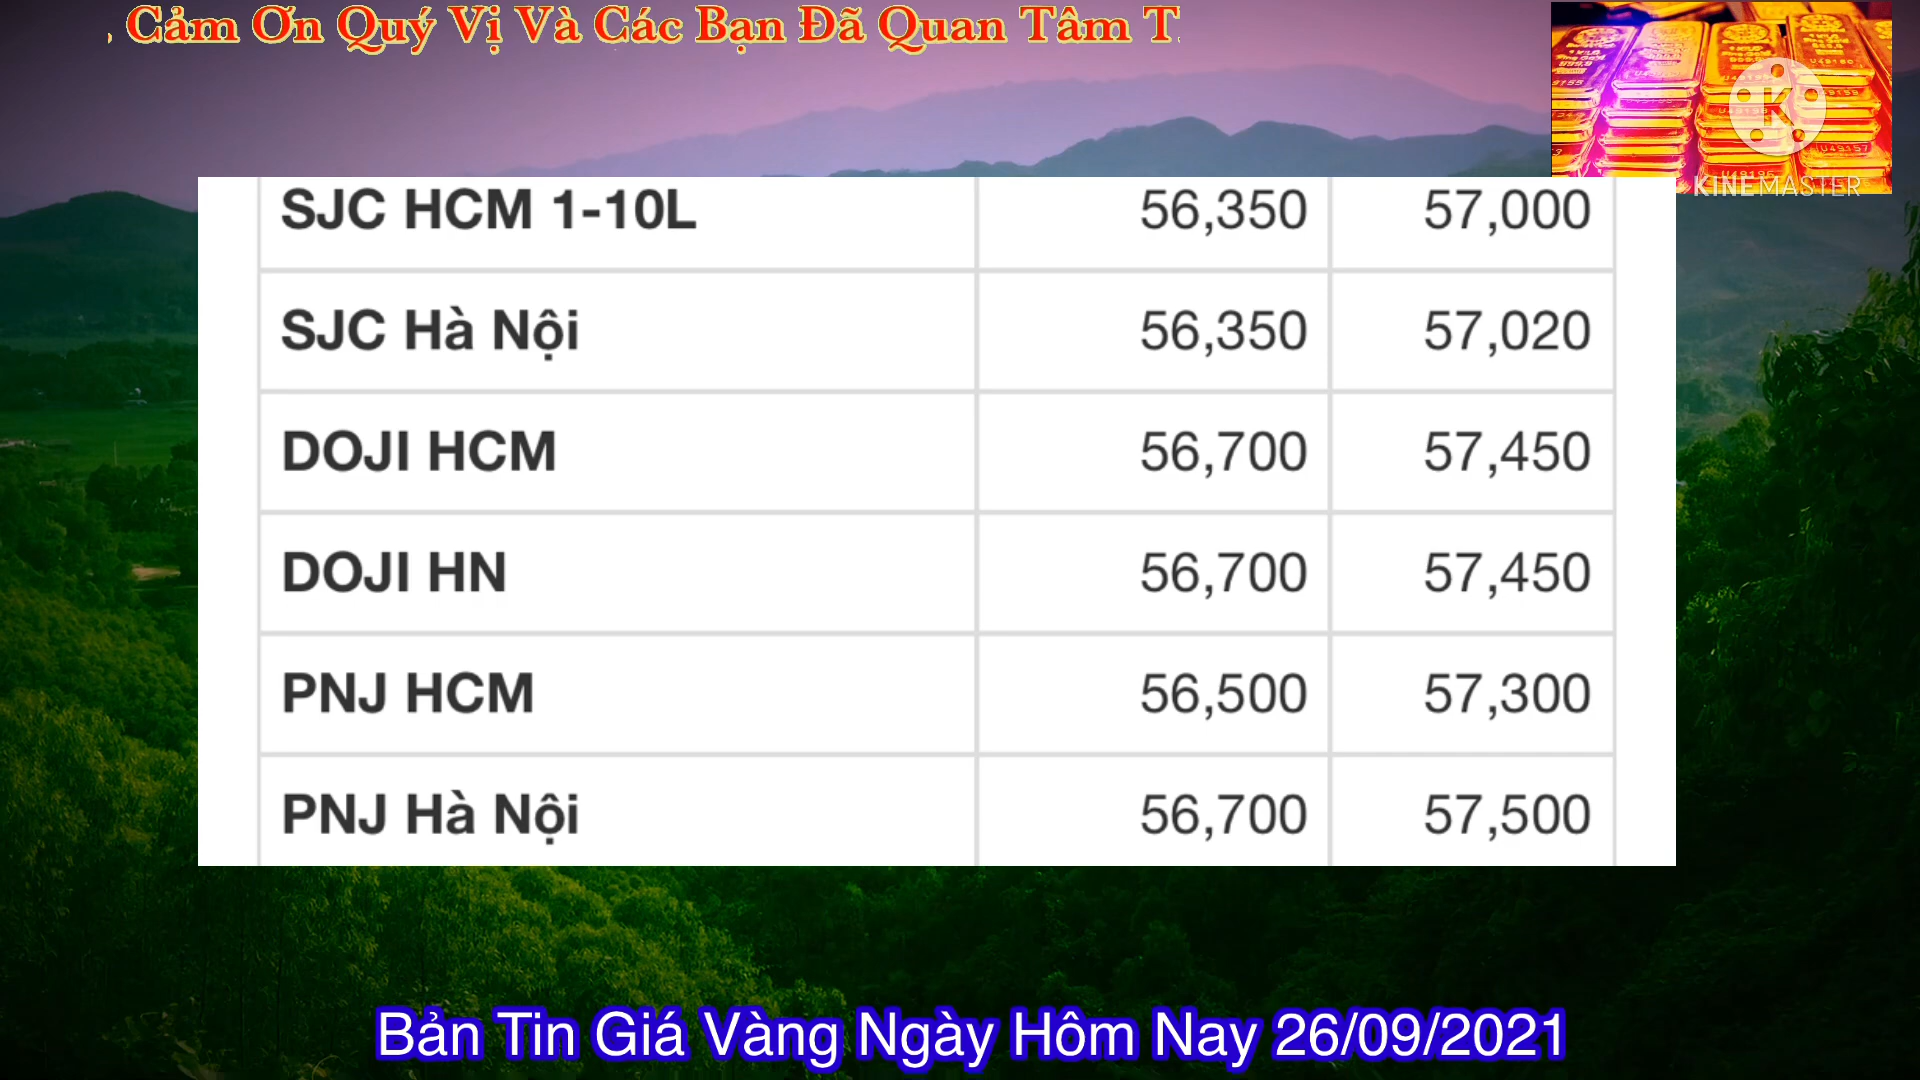 . Cảm Ơn Quý Vị Và Các Bạn Đã Quan Tâm T
KINEMASTER
SJC HCM 1-10L 56,350 57,000
SJC Hà Nội 56,350 57,020
DOJI HCM 56,700 57,450
DOJI HN 56,700 57,450
PNJ HCM 56,500 57,300
PNJ Hà Nội 56,700 57,500
Bản Tin Giá Vàng Ngày Hôm Nay 26/09/2021